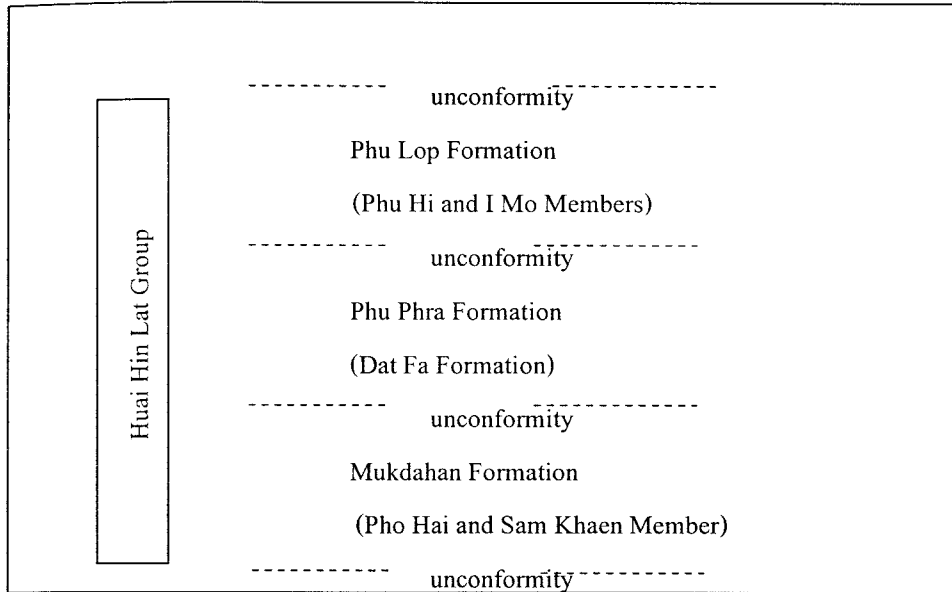 Huai Hin Lat Group
unconformity
Phu Lop Formation
(Phu Hi and I Mo Members)
unconformity
Phu Phra Formation
(Dat Fa Formation)
unconformity
Mukdahan Formation
(Pho Hai and Sam Khaen Member)
unconformity